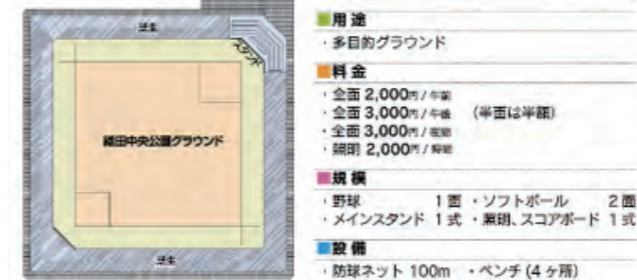 芝生
スタンド
織田中央公園グラウンド
芝生
■用途
・多目的グラウンド
■料金
・全面 2,000円 / 午前
・全面 3,000円 / 午後 (半面は半額)
・全面 3,000円 / 夜間
・照明 2,000円 / 時間
■規模
・野球 1面 ・ソフトボール 2面
・メインスタンド 1式 ・照明、スコアボード 1式
■設備
・防球ネット 100m ・ベンチ (4ヶ所)